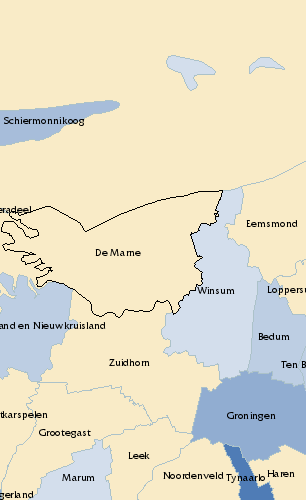 Schiermonnikoog
eradeel
Eemsmond
De Marne
Winsum
Loppersu
and en Nieuwkruisland
Bedum
Zuidhorn
Ten B
tkarspelen
Groningen
Grootegast
Leek
Marum
Noordenveld
Tynaarlo
Haren
gerland